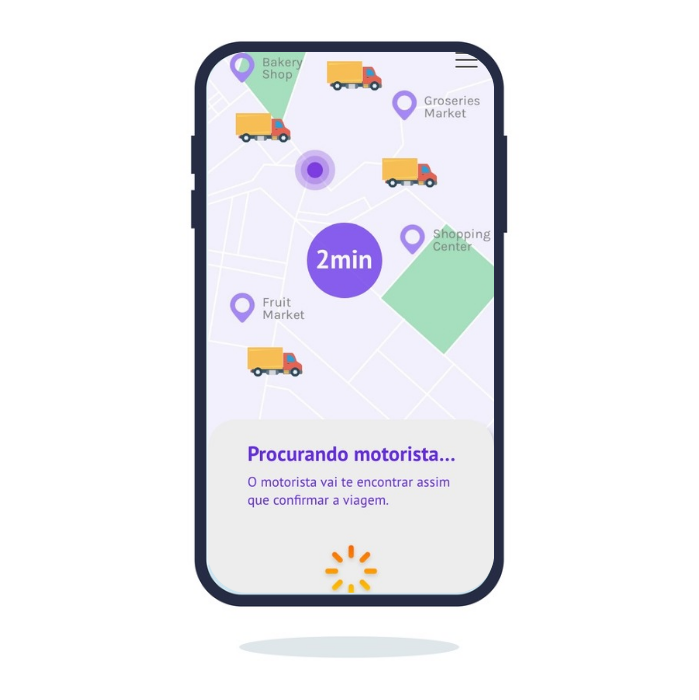 Bakery
Shop
Groseries
Market
Shopping
Center
2min
Fruit
Market
Procurando motorista...
O motorista vai te encontrar assim
que confirmar a viagem.